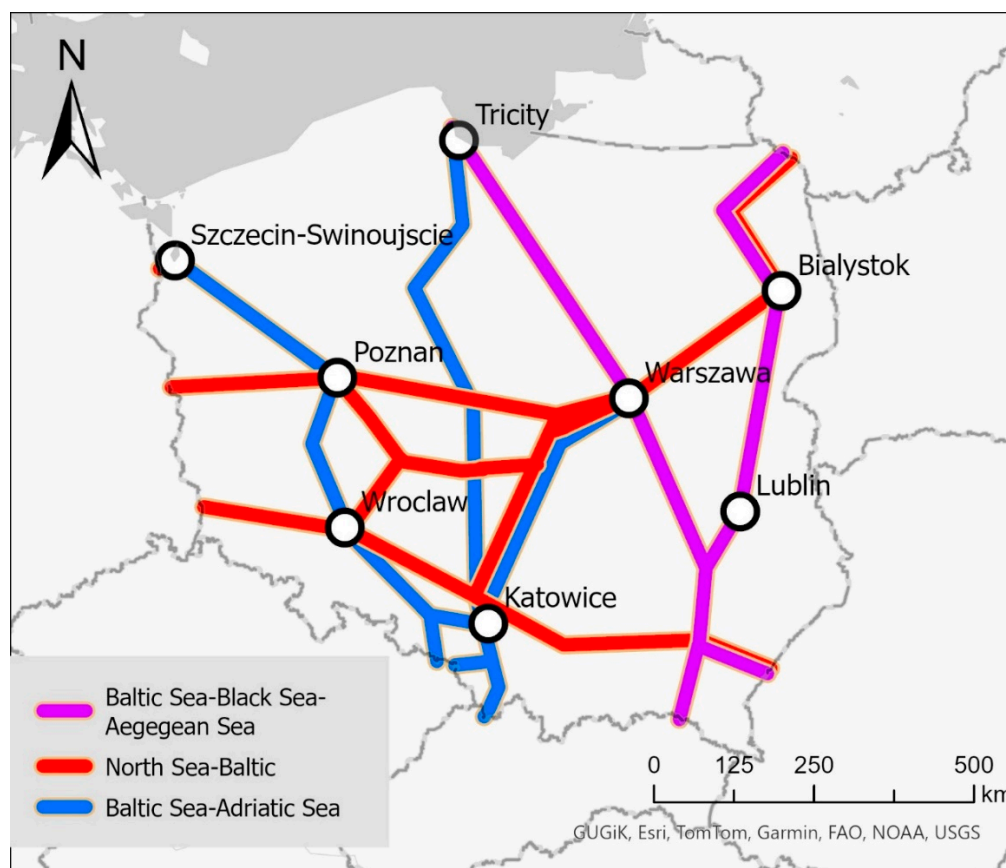 N
Tricity
Szczecin-Swinoujscie
Bialystok
Poznan
Warszawa
Lublin
Wroclaw
Katowice
Baltic Sea-Black Sea-
Aegegean Sea
North Sea-Baltic
Baltic Sea-Adriatic Sea
0 125 250 500
km
GUGiK, Esri, TomTom, Garmin, FAO, NOAA, USGS